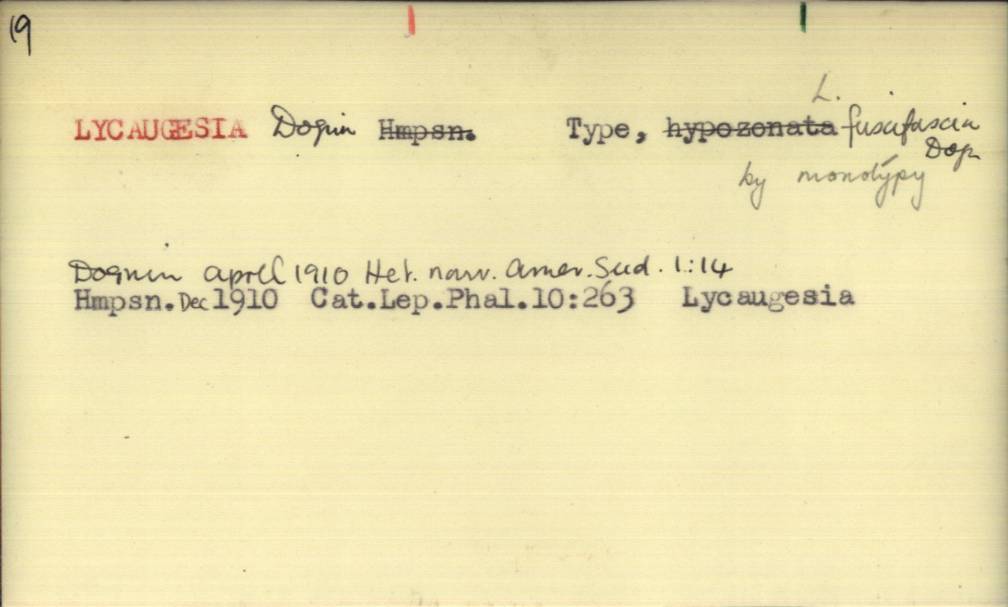 19
LYCAUGESIA Dognin Hmpsn. Type, hypozonata L. fuscifascia
Dogn
by monotypy
Dognin April 1910 Het. nouv. Amer. Sud. 1:14
Hmpsn. Dec 1910 Cat.Lep.Phal.10:263 Lycaugesia